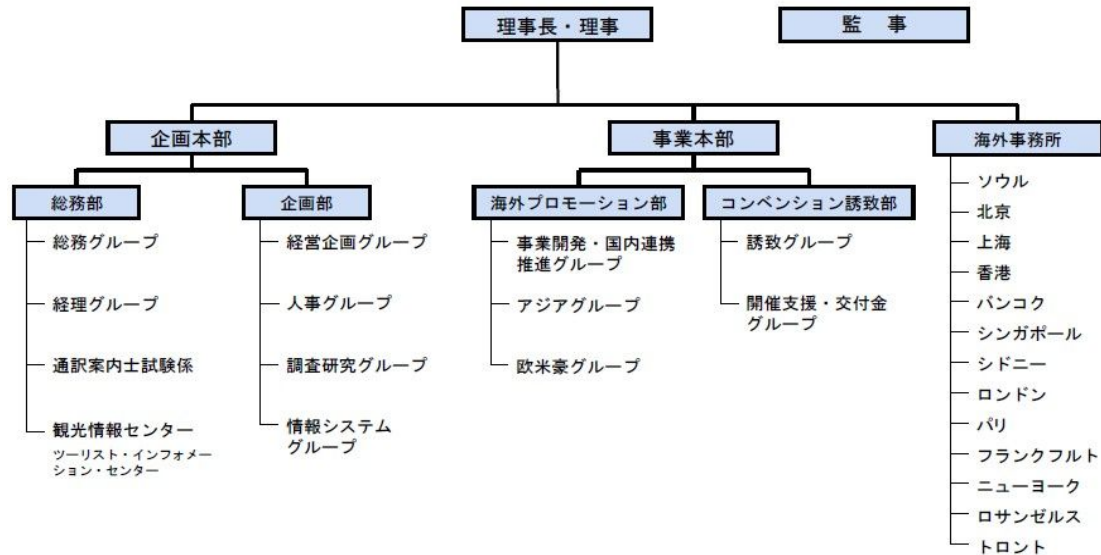 理事長・理事
監　事
企画本部
事業本部
海外事務所
総務部
企画部
海外プロモーション部
コンベンション誘致部
総務グループ
経理グループ
通訳案内士試験係
観光情報センター
ツーリスト・インフォメー
ション・センター
経営企画グループ
人事グループ
調査研究グループ
情報システム
グループ
事業開発・国内連携
推進グループ
アジアグループ
欧米豪グループ
誘致グループ
開催支援・交付金
グループ
ソウル
北京
上海
香港
バンコク
シンガポール
シドニー
ロンドン
パリ
フランクフルト
ニューヨーク
ロサンゼルス
トロント